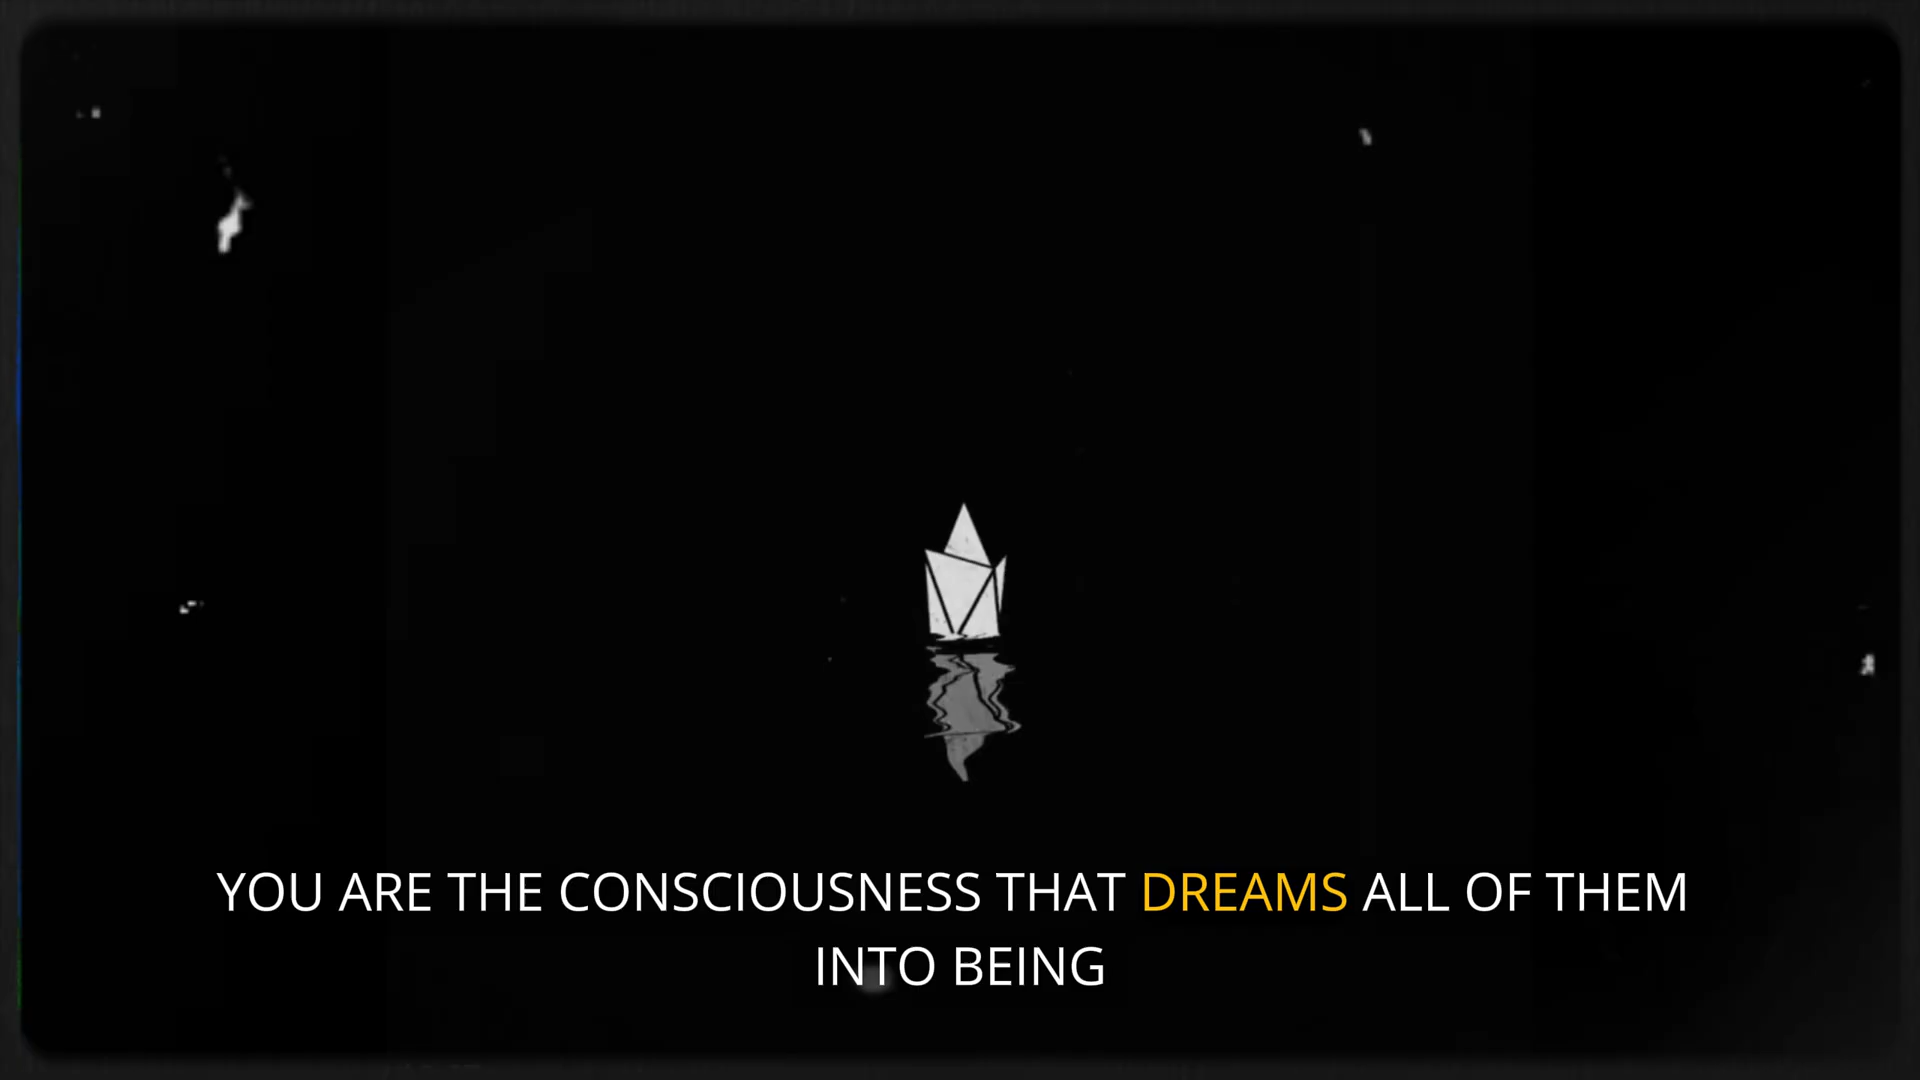 YOU ARE THE CONSCIOUSNESS THAT DREAMS ALL OF THEM
INTO BEING